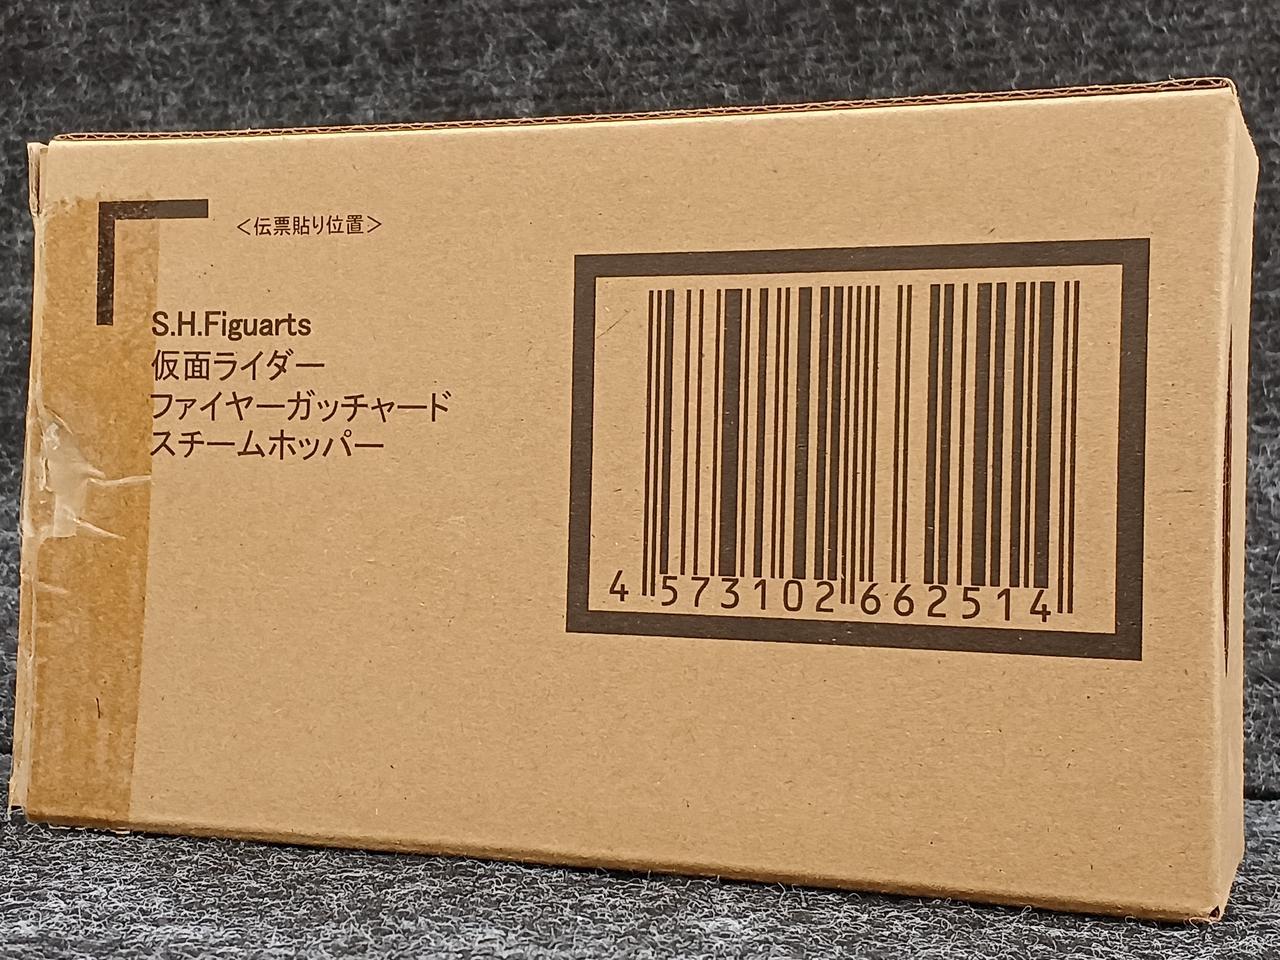 <伝票貼り位置>
S.H.Figuarts
仮面ライダー
ファイヤーガッチャード
スチームホッパー
4 573102 662514